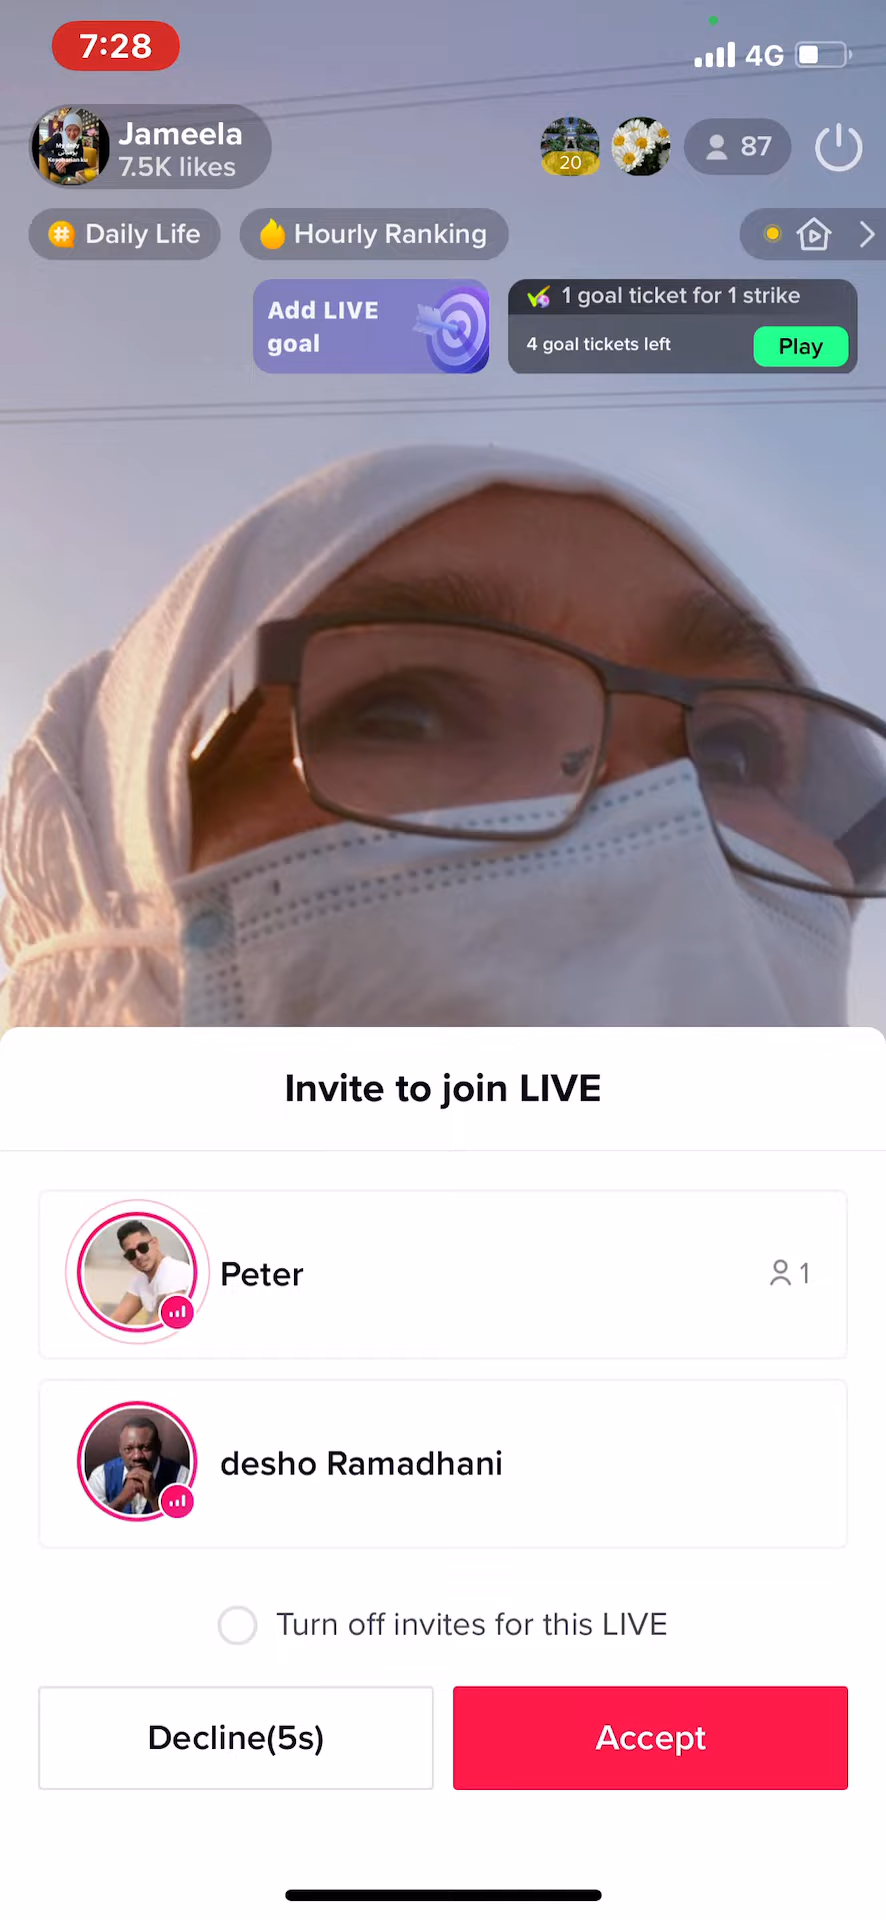 7:28
4G
Jameela
7.5K likes
20
87
Daily Life
Hourly Ranking
Add LIVE
goal
1 goal ticket for 1 strike
4 goal tickets left
Play
Invite to join LIVE
Peter
1
desho Ramadhani
Turn off invites for this LIVE
Decline(5s)
Accept